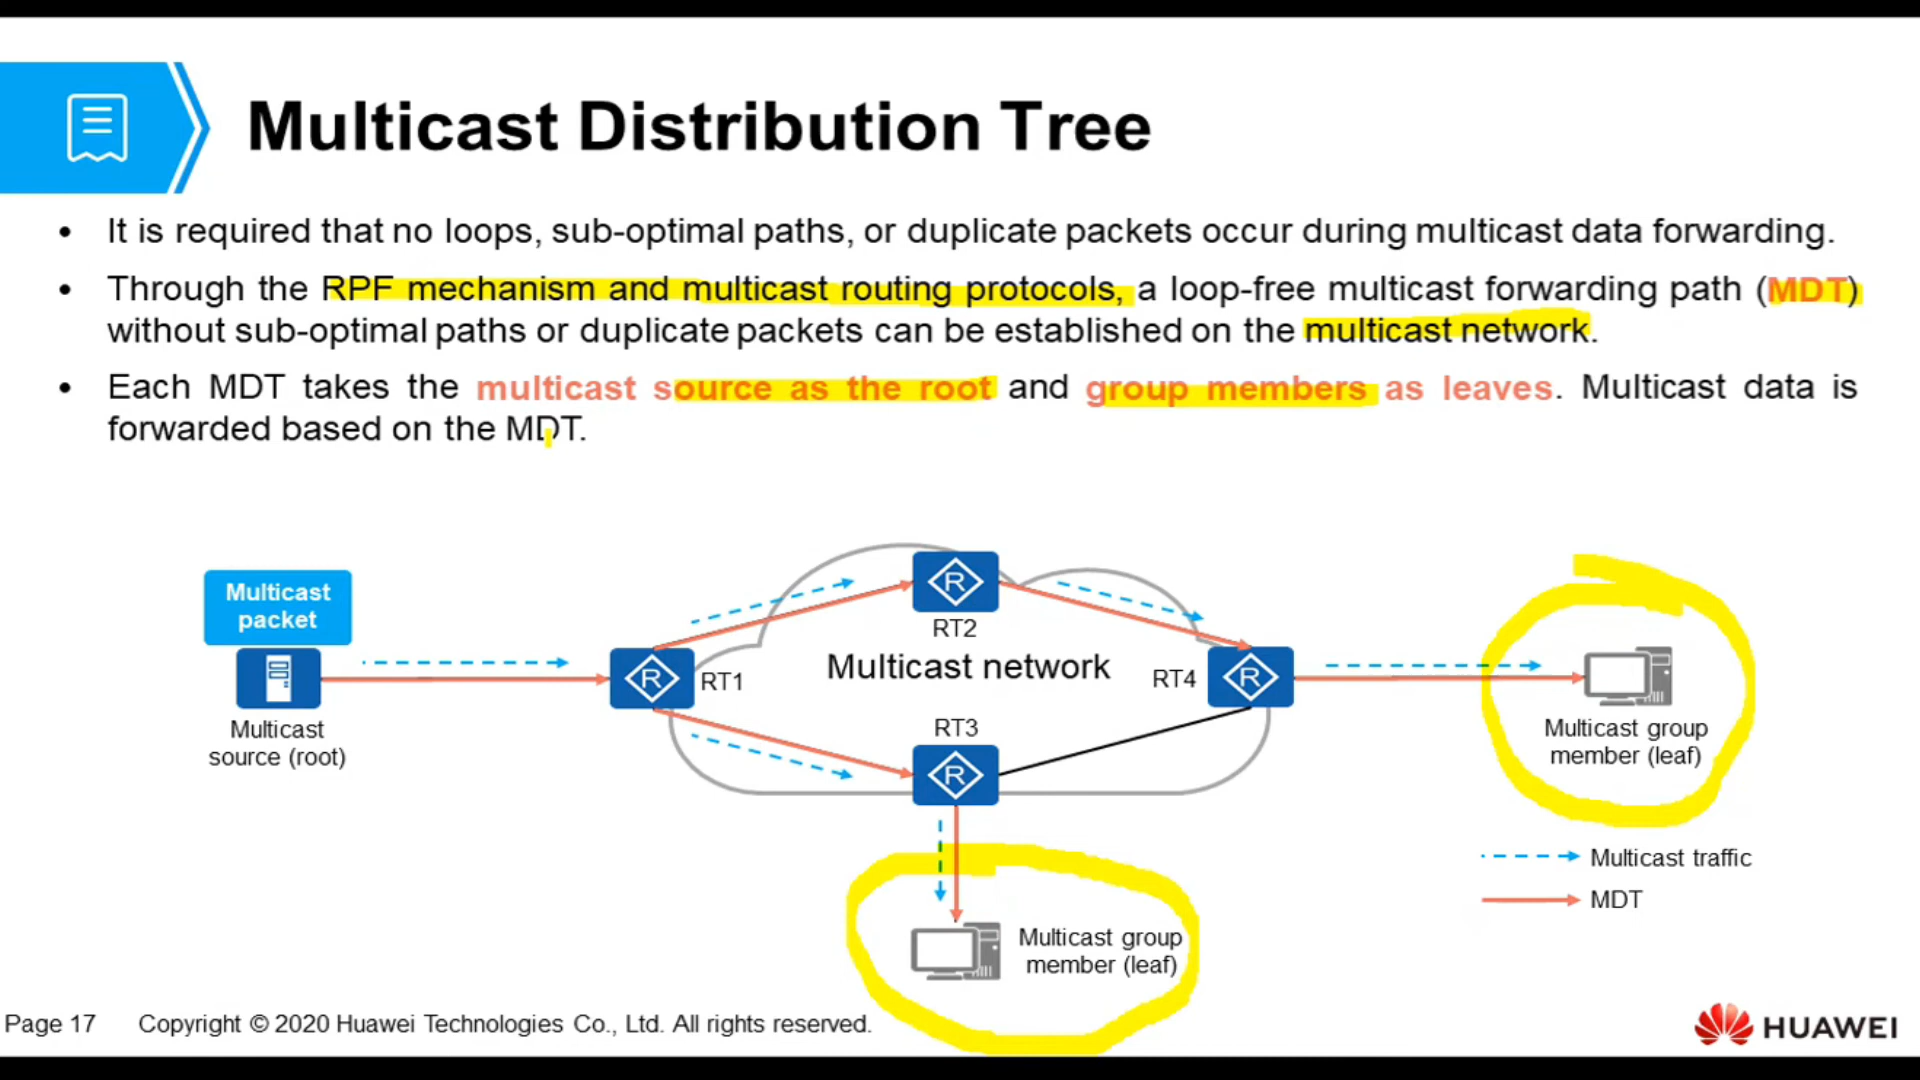 Multicast Distribution Tree
• It is required that no loops, sub-optimal paths, or duplicate packets occur during multicast data forwarding.
• Through the RPF mechanism and multicast routing protocols, a loop-free multicast forwarding path (MDT)
without sub-optimal paths or duplicate packets can be established on the multicast network.
• Each MDT takes the multicast source as the root and group members as leaves. Multicast data is
forwarded based on the MDT.
Multicast
packet
Multicast
source (root)
R
RT1
R
RT2
Multicast network
RT3
R
RT4
R
Multicast group
member (leaf)
Multicast group
member (leaf)
Multicast traffic
MDT
Page 17
Copyright © 2020 Huawei Technologies Co., Ltd. All rights reserved.
HUAWEI